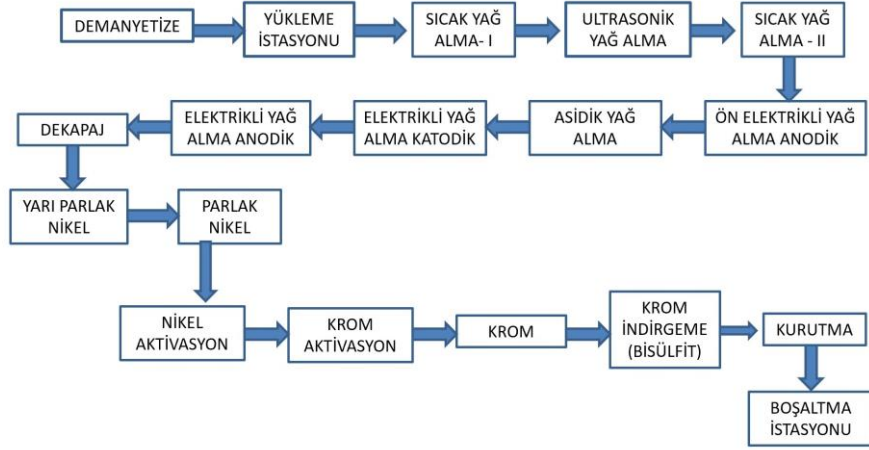 DEMANYETİZE
YÜKLEME
İSTASYONU
SICAK YAĞ
ALMA- I
ULTRASONİK
YAĞ ALMA
SICAK YAĞ
ALMA - II
ÖN ELEKTRİKLİ YAĞ
ALMA ANODİK
ASİDİK YAĞ
ALMA
ELEKTRİKLİ YAĞ
ALMA KATODİK
ELEKTRİKLİ YAĞ
ALMA ANODİK
DEKAPAJ
YARI PARLAK
NİKEL
PARLAK
NİKEL
NİKEL
AKTİVASYON
KROM
AKTİVASYON
KROM
KROM
İNDİRGEME
(BİSÜLFİT)
KURUTMA
BOŞALTMA
İSTASYONU